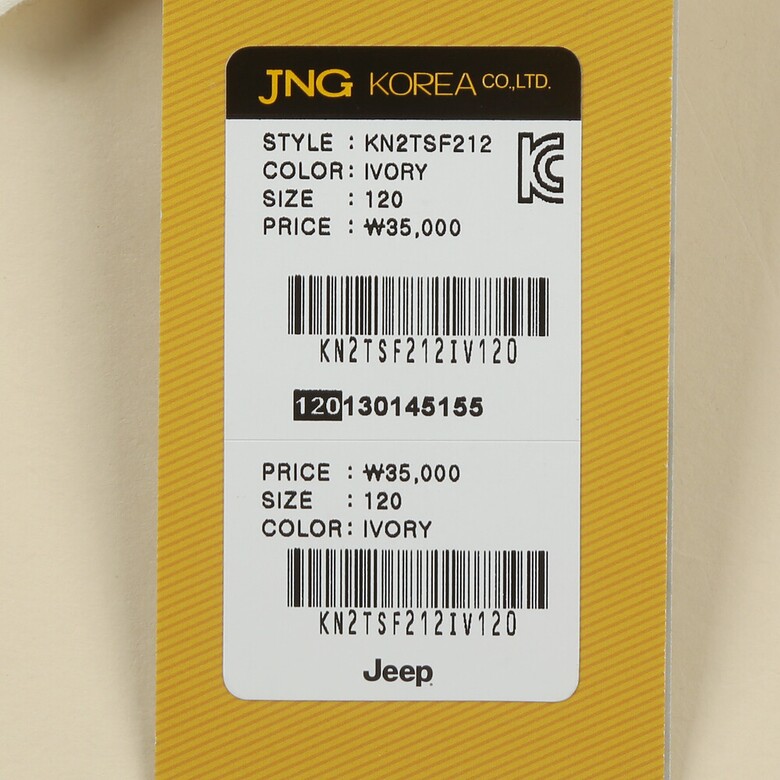 JNG KOREA CO.,LTD.
STYLE : KN2TSF212
COLOR : IVORY
SIZE : 120
PRICE : ₩35,000
KN2TSF212IV120
120130145155
PRICE : ₩35,000
SIZE : 120
COLOR : IVORY
KN2TSF212IV120
Jeep